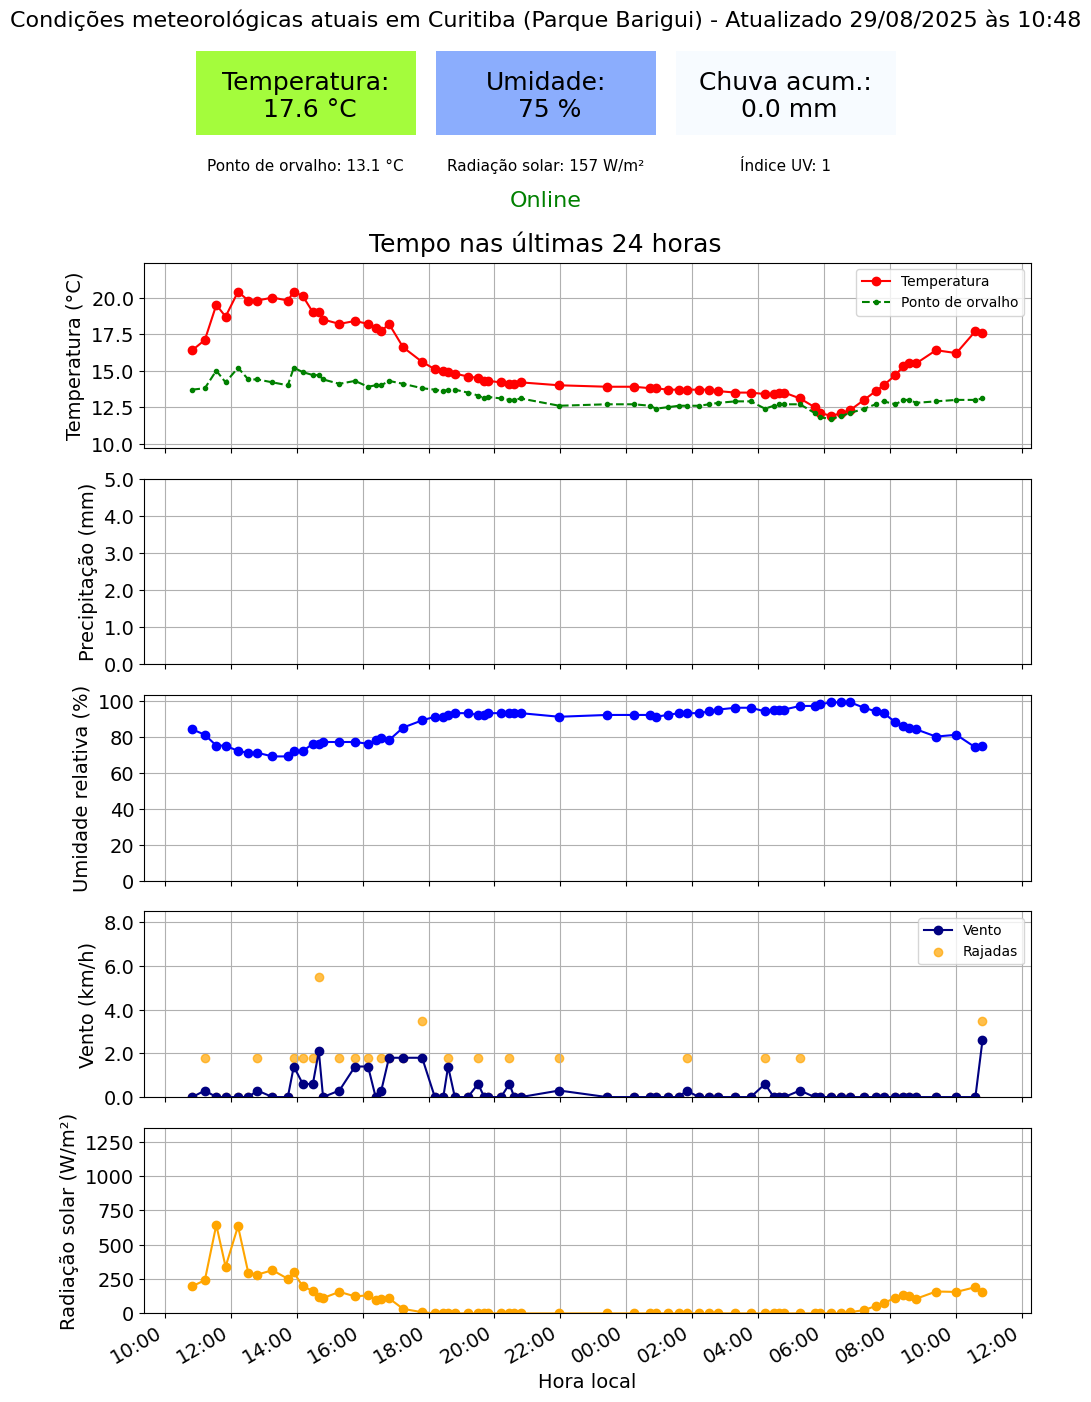 Condições meteorológicas atuais em Curitiba (Parque Barigui) - Atualizado 29/08/2025 às 10:48
Temperatura:
17.6 °C
Umidade:
75 %
Chuva acum.:
0.0 mm
Ponto de orvalho: 13.1 °C
Radiação solar: 157 W/m²
Índice UV: 1
Online
Tempo nas últimas 24 horas
Temperatura (°C)
20.0
17.5
15.0
12.5
10.0
Temperatura
Ponto de orvalho
Precipitação (mm)
5.0
4.0
3.0
2.0
1.0
0.0
Umidade relativa (%)
100
80
60
40
20
0
Vento (km/h)
8.0
6.0
4.0
2.0
0.0
Vento
Rajadas
Radiação solar (W/m²)
1250
1000
750
500
250
0
10:00 12:00 14:00 16:00 18:00 20:00 22:00 00:00 02:00 04:00 06:00 08:00 10:00 12:00
Hora local